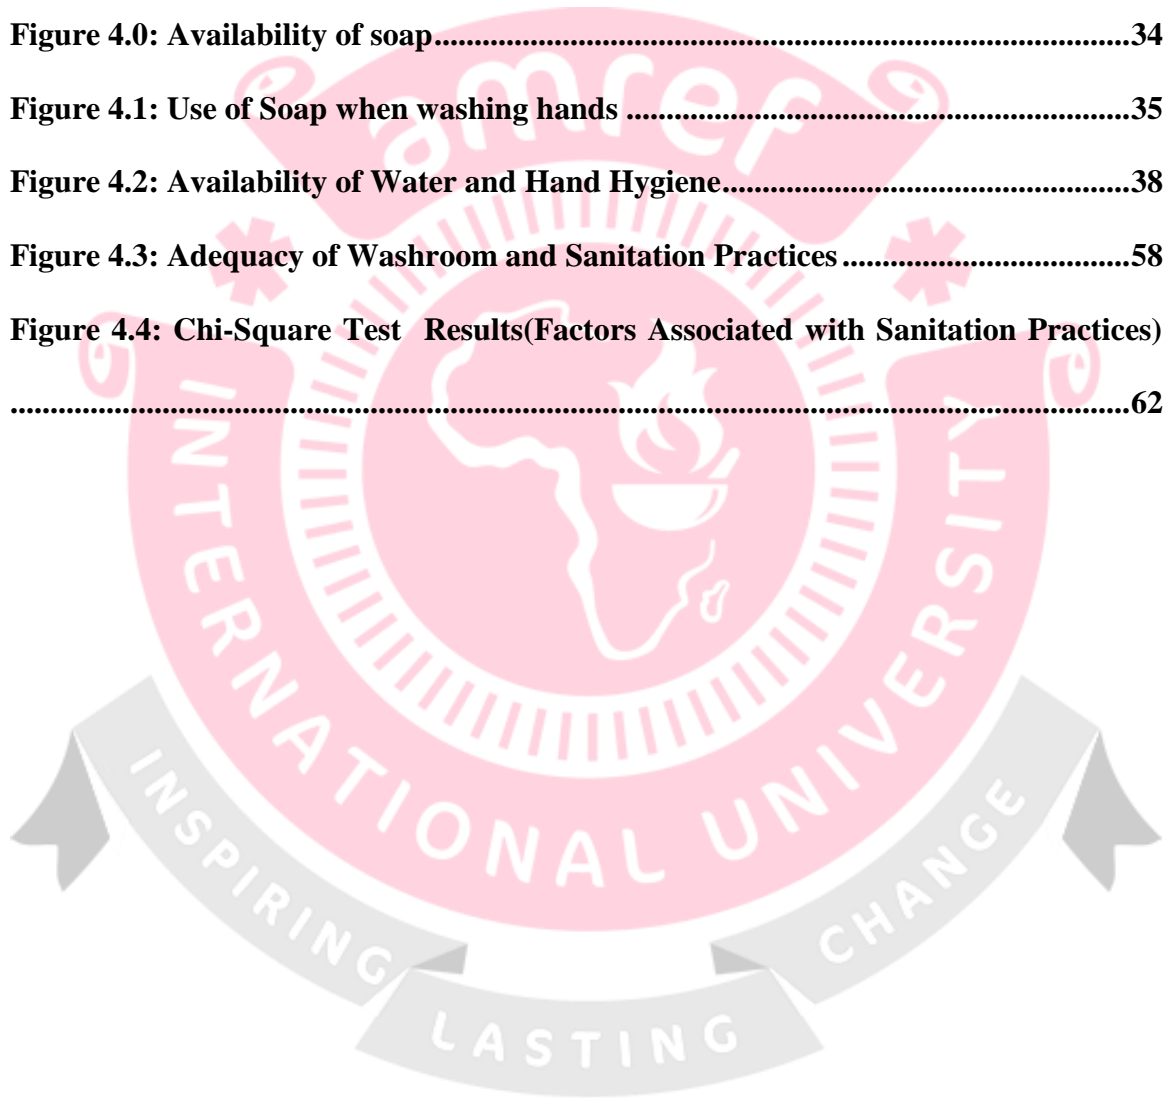 Figure 4.0: Availability of soap......................................................................................34
Figure 4.1: Use of Soap when washing hands ..............................................................35
Figure 4.2: Availability of Water and Hand Hygiene..................................................38
Figure 4.3: Adequacy of Washroom and Sanitation Practices...................................58
Figure 4.4: Chi-Square Test Results(Factors Associated with Sanitation Practices)
..........................................................................................................................................62
amref
INTERNATIONAL UNIVERSITY
INSPIRING
LASTING
CHANGE